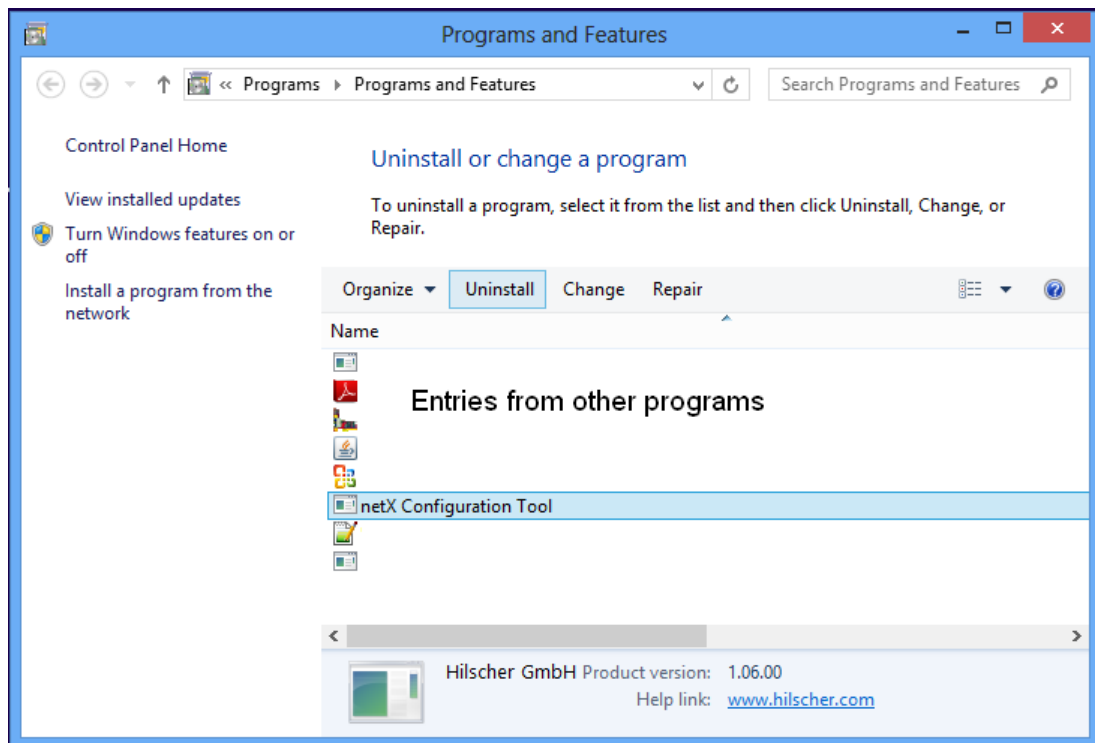 Programs and Features
« Programs Programs and Features
Search Programs and Features
Control Panel Home
View installed updates
Turn Windows features on or
off
Install a program from the
network
Uninstall or change a program
To uninstall a program, select it from the list and then click Uninstall, Change, or
Repair.
Organize Uninstall Change Repair
Name
Entries from other programs
netX Configuration Tool
Hilscher GmbH Product version: 1.06.00
Help link: www.hilscher.com